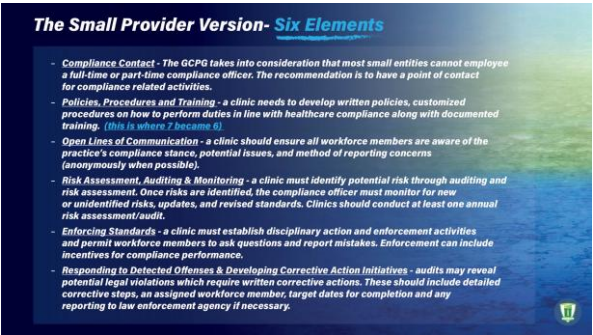 The Small Provider Version- Six Elements
- Compliance Contact - The GCPG takes into consideration that most small entities cannot employee
a full-time or part-time compliance officer. The recommendation is to have a point of contact
for compliance related activities.
- Policies, Procedures and Training - a clinic needs to develop written policies, customized
procedures on how to perform duties in line with healthcare compliance along with documented
training. (this is where 7 became 6)
- Open Lines of Communication - a clinic should ensure all workforce members are aware of the
practice's compliance stance, potential issues, and method of reporting concerns
(anonymously when possible).
- Risk Assessment, Auditing & Monitoring - a clinic must identify potential risk through auditing and
risk assessment. Once risks are identified, the compliance officer must monitor for new
or unidentified risks, updates, and revised standards. Clinics should conduct at least one annual
risk assessment/audit.
- Enforcing Standards - a clinic must establish disciplinary action and enforcement activities
and permit workforce members to ask questions and report mistakes. Enforcement can include
incentives for compliance performance.
- Responding to Detected Offenses & Developing Corrective Action Initiatives - audits may reveal
potential legal violations which require written corrective actions. These should include detailed
corrective steps, an assigned workforce member, target dates for completion and any
reporting to law enforcement agency if necessary.